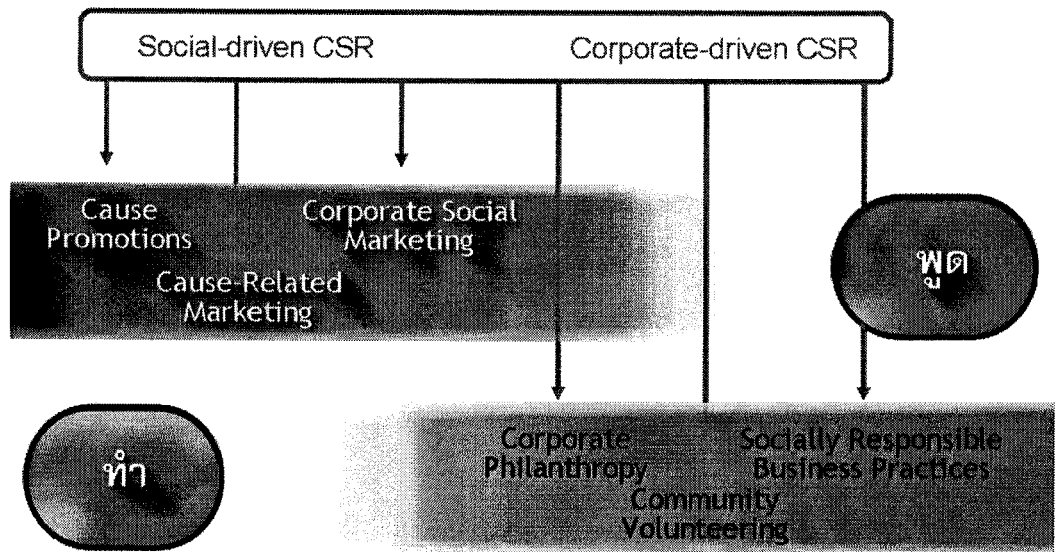 Social-driven CSR
Corporate-driven CSR
Cause
Promotions
Corporate Social
Marketing
Cause-Related
Marketing
พูด
ทำ
Corporate
Philanthropy
Socially Responsible
Business Practices
Community
Volunteering